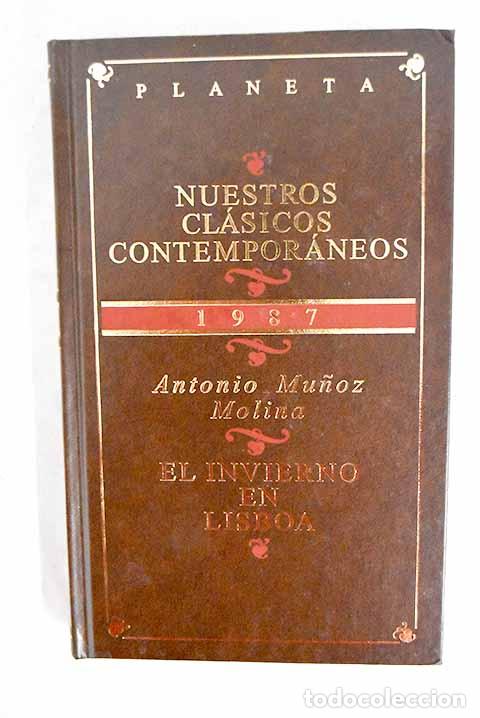 PLANETA
NUESTROS
CLÁSICOS
CONTEMPORÁNEOS
1987
Antonio Muñoz
Molina
EL INVIERNO
EN
LISBOA
todocoleccion